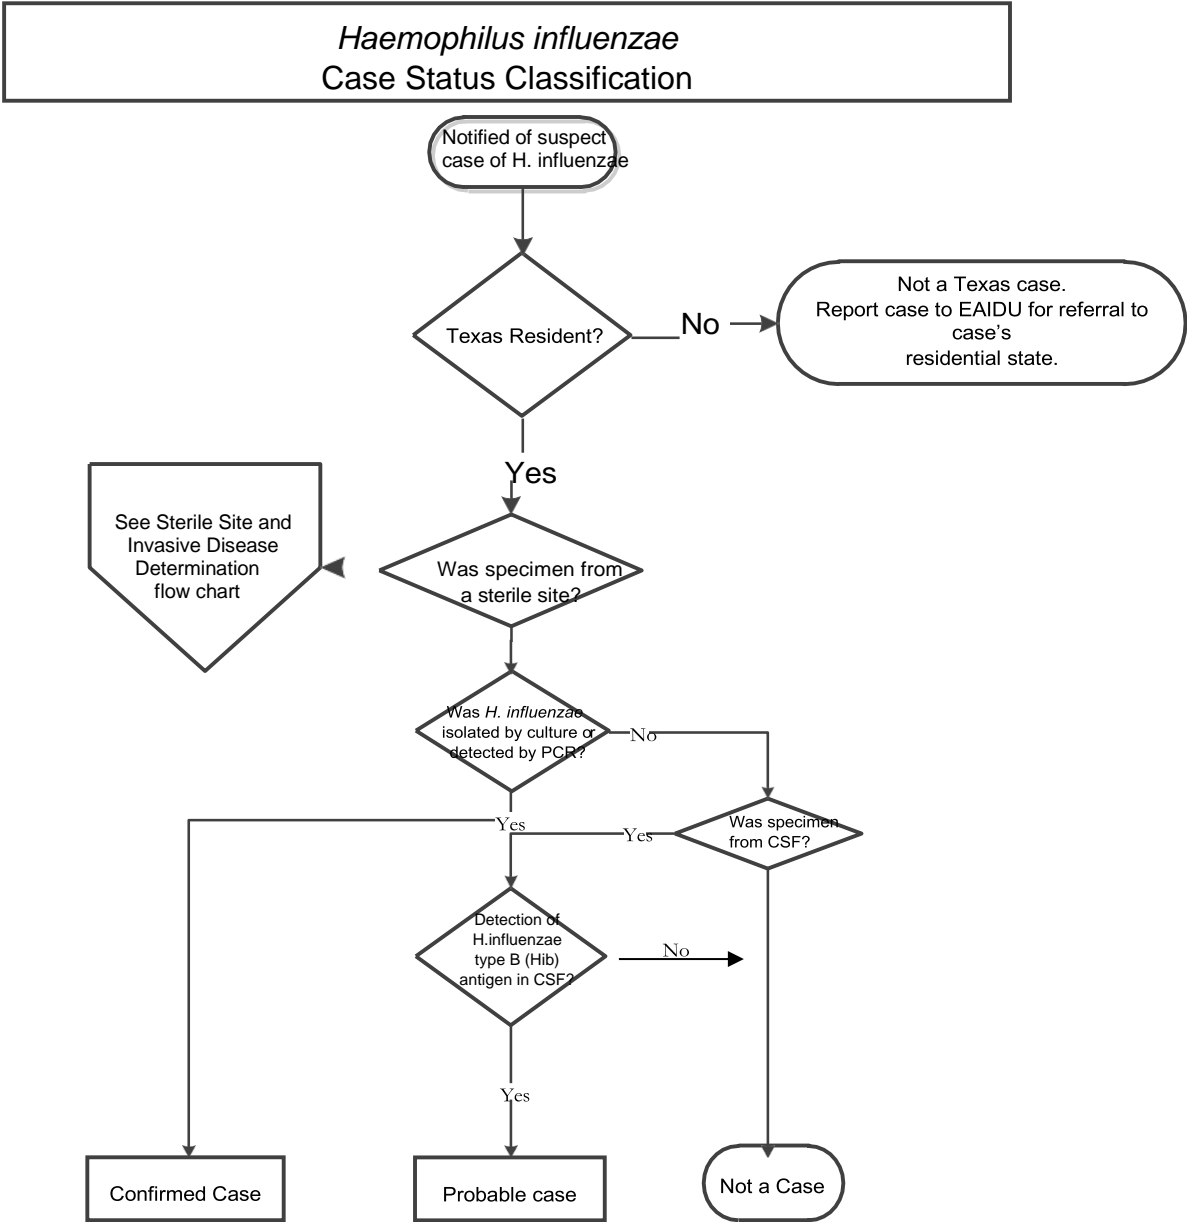 Haemophilus influenzae
Case Status Classification
Notified of suspect
case of H. influenzae
Texas Resident?
No
Not a Texas case.
Report case to EAIDU for referral to
case’s
residential state.
Yes
See Sterile Site and
Invasive Disease
Determination
flow chart
Was specimen from
a sterile site?
Was H. influenzae
isolated by culture or
detected by PCR?
No
Yes
Yes
Was specimen
from CSF?
Detection of
H.influenzae
type B (Hib)
antigen in CSF?
No
Yes
Confirmed Case
Probable case
Not a Case